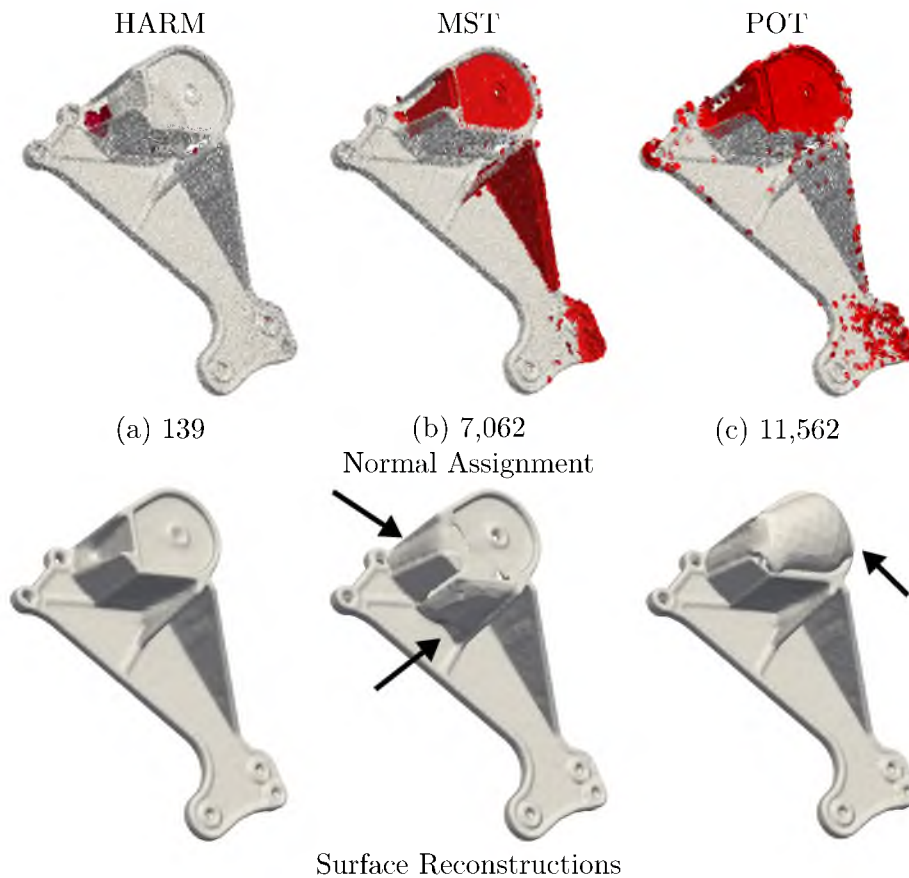 HARM MST POT
(a) 139 (b) 7,062 (c) 11,562
Normal Assignment
Surface Reconstructions